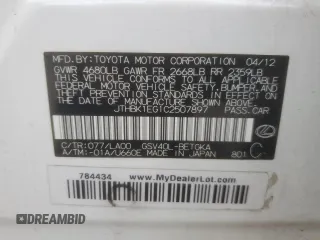 MFD.BY:TOYOTA MOTOR CORPORATION 04/12
GVWR 4680LB GAWR FR 2668LB RR 2359LB
THIS VEHICLE CONFORMS TO ALL APPLICABLE
FEDERAL MOTOR VEHICLE SAFETY, BUMPER, AND
THEFT PREVENTION STANDARDS IN EFFECT ON
THE DATE OF MANUFACTURE SHOWN ABOVE.
JTHBK1EG1C2507897 PASS.CAR
C/TR:077/LA00 GSV40L-BETGKA
A/TM:-01A/U660E MADE IN JAPAN 801 C
784434 www.MyDealerLot.com
AUTOBIDMASTER